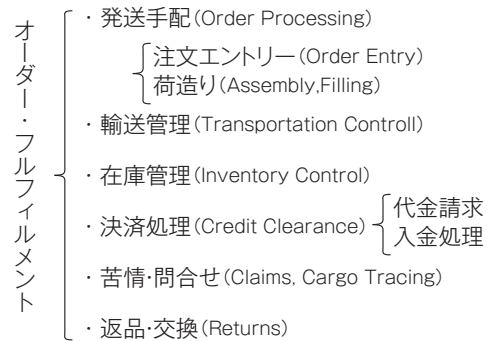 オーダー・フルフィルメント
・発送手配(Order Processing)
注文エントリー(Order Entry)
荷造り(Assembly,Filling)
・輸送管理(Transportation Controll)
・在庫管理(Inventory Control)
・決済処理(Credit Clearance)
代金請求
入金処理
・苦情・問合せ(Claims, Cargo Tracing)
・返品・交換(Returns)